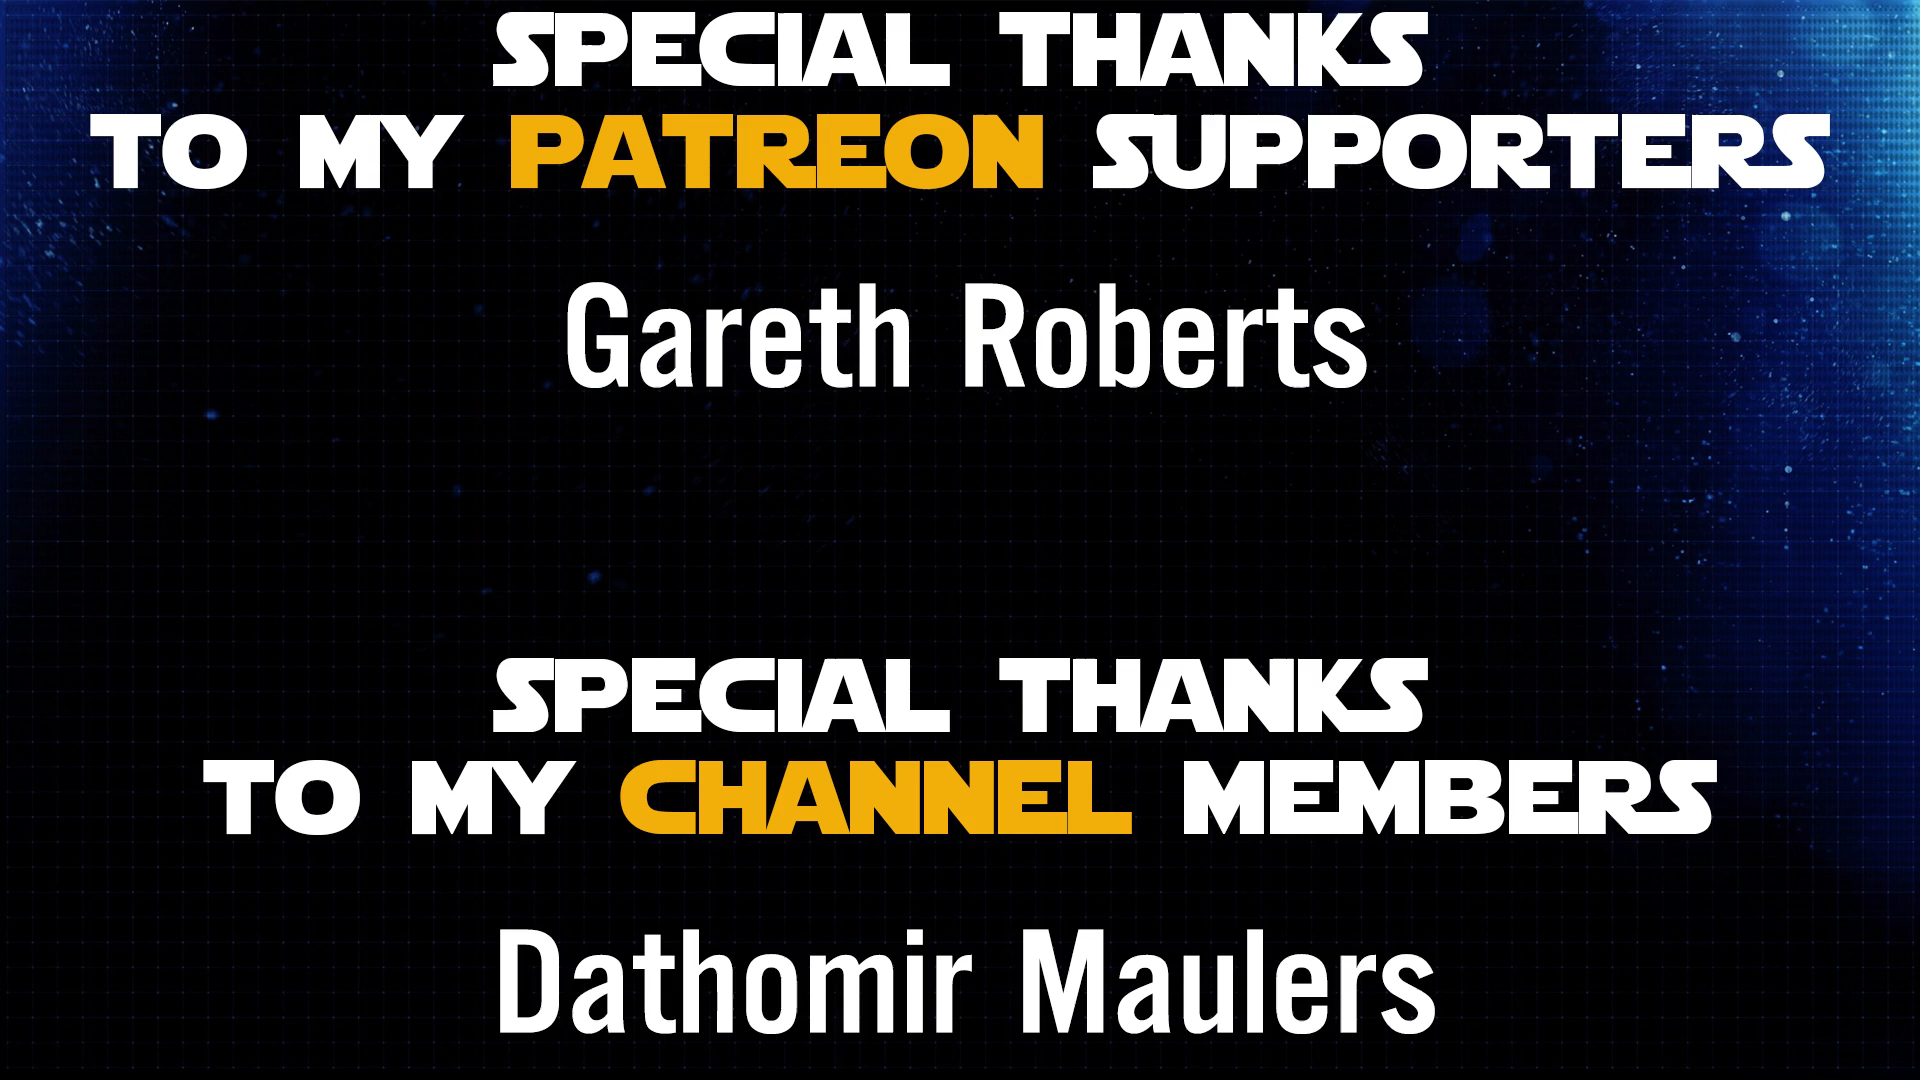 SPECIAL THANKS
TO MY PATREON SUPPORTERS
Gareth Roberts
SPECIAL THANKS
TO MY CHANNEL MEMBERS
Dathomir Maulers